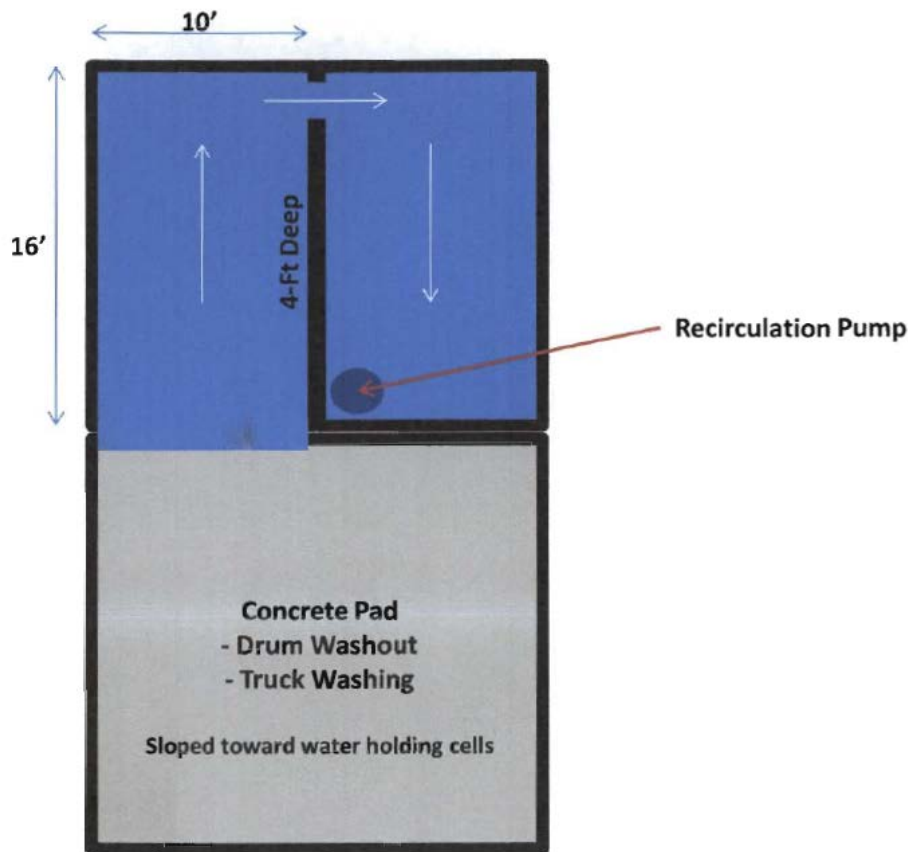 10’
16’
4-Ft Deep
Recirculation Pump
Concrete Pad
- Drum Washout
- Truck Washing
Sloped toward water holding cells